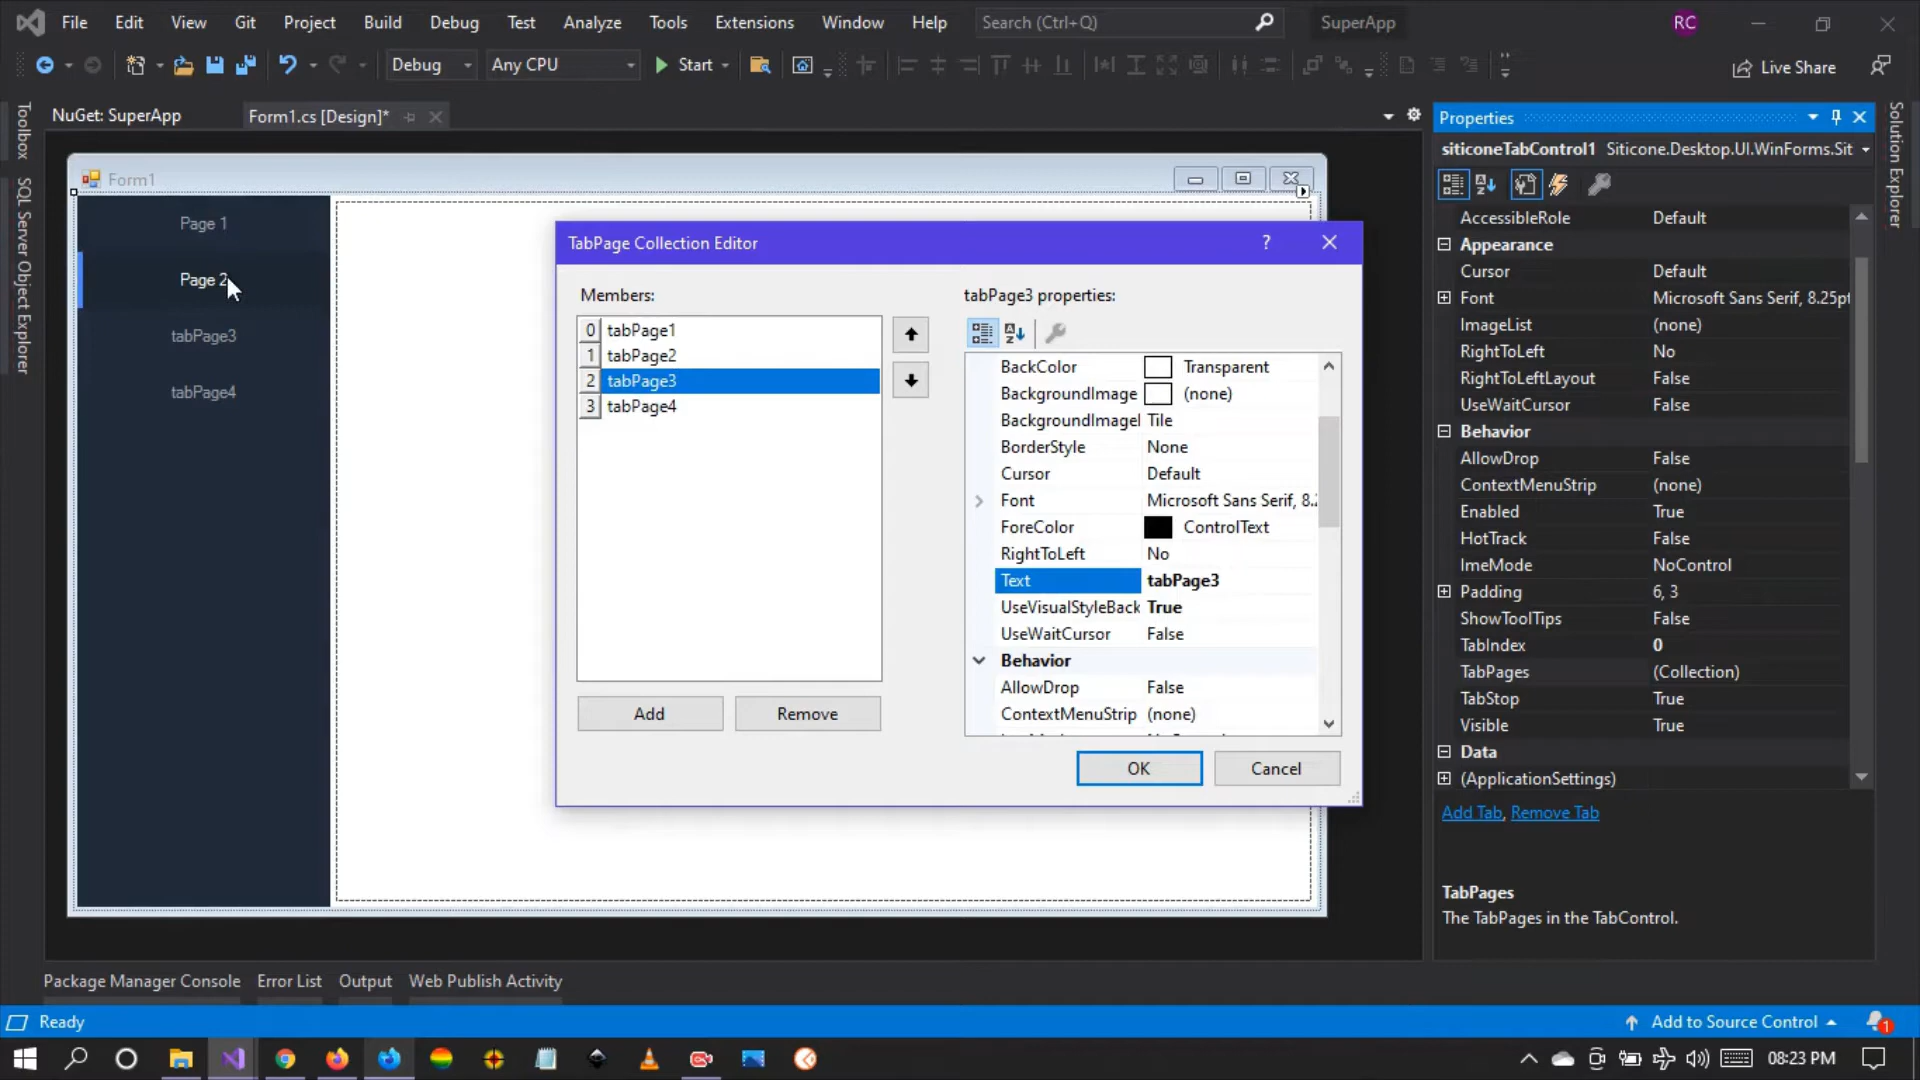 File Edit View Git Project Build Debug Test Analyze Tools Extensions Window Help Search (Ctrl+Q) SuperApp RC
Debug Any CPU Start Live Share
Toolbox
SQL Server Object Explorer
NuGet: SuperApp Form1.cs [Design]*
Form1
Page 1
Page 2
tabPage3
tabPage4
TabPage Collection Editor ?
Members:
0 tabPage1
1 tabPage2
2 tabPage3
3 tabPage4
Add Remove
tabPage3 properties:
BackColor Transparent
BackgroundImage (none)
BackgroundImageL Tile
BorderStyle None
Cursor Default
Font Microsoft Sans Serif, 8.
ForeColor ControlText
RightToLeft No
Text tabPage3
UseVisualStyleBack True
UseWaitCursor False
Behavior
AllowDrop False
ContextMenuStrip (none)
OK Cancel
Properties
siticoneTabControl1 Siticone.Desktop.UI.WinForms.Sit
AccessibleRole Default
Appearance
Cursor Default
Font Microsoft Sans Serif, 8.25pt
ImageList (none)
RightToLeft No
RightToLeftLayout False
UseWaitCursor False
Behavior
AllowDrop False
ContextMenuStrip (none)
Enabled True
HotTrack False
ImeMode NoControl
Padding 6, 3
ShowToolTips False
TabIndex 0
TabPages (Collection)
TabStop True
Visible True
Data
(ApplicationSettings)
Add Tab, Remove Tab
TabPages
The TabPages in the TabControl.
Solution Explorer
Package Manager Console Error List Output Web Publish Activity
Ready Add to Source Control 1
08:23 PM